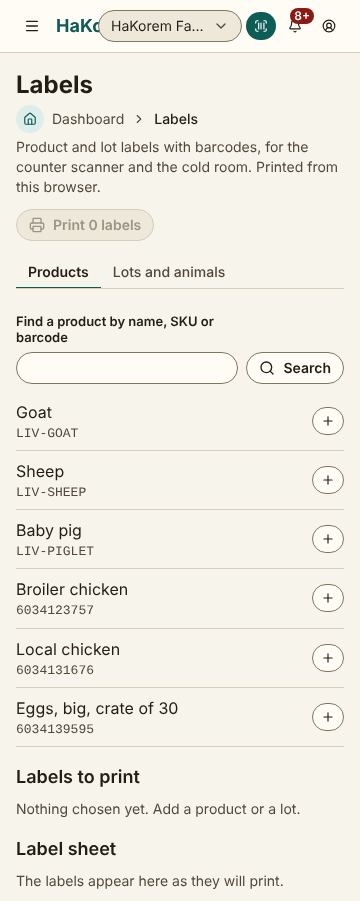 HaKo
HaKorem Fa...
8+
Labels
Dashboard > Labels
Product and lot labels with barcodes, for the
counter scanner and the cold room. Printed from
this browser.
Print 0 labels
Products
Lots and animals
Find a product by name, SKU or
barcode
Search
Goat
LIV-GOAT
Sheep
LIV-SHEEP
Baby pig
LIV-PIGLET
Broiler chicken
6034123757
Local chicken
6034131676
Eggs, big, crate of 30
6034139595
Labels to print
Nothing chosen yet. Add a product or a lot.
Label sheet
The labels appear here as they will print.